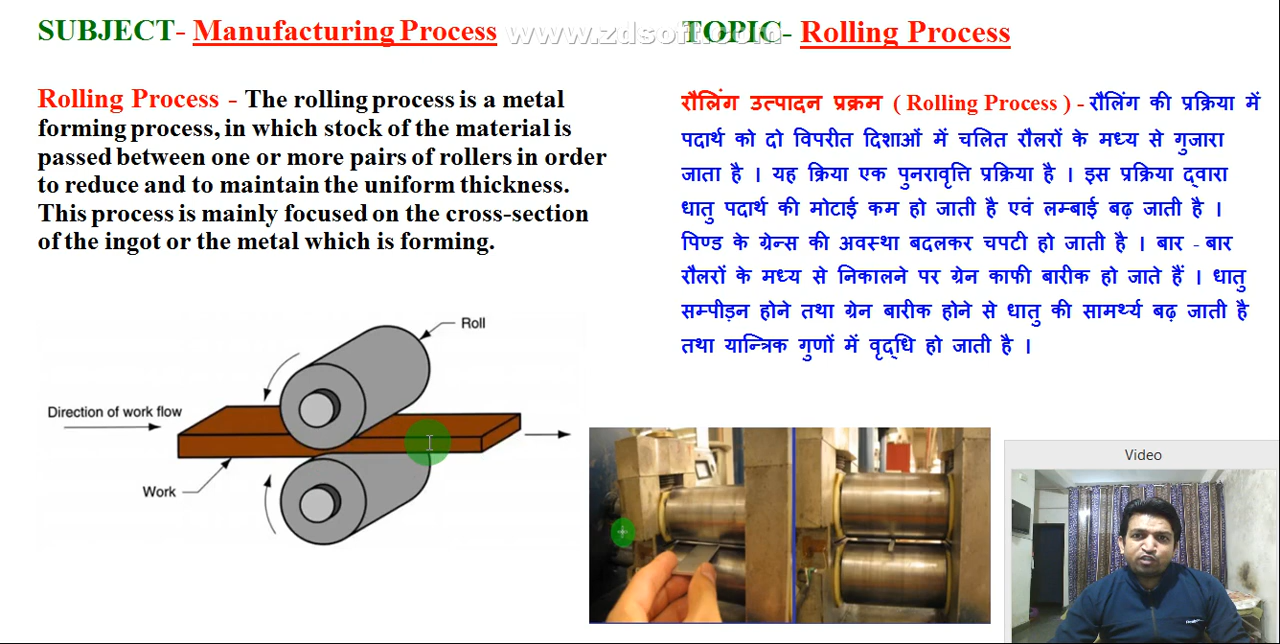 SUBJECT- Manufacturing Process
www.zdsoft.com
TOPIC- Rolling Process
Rolling Process - The rolling process is a metal
forming process, in which stock of the material is
passed between one or more pairs of rollers in order
to reduce and to maintain the uniform thickness.
This process is mainly focused on the cross-section
of the ingot or the metal which is forming.
रौलिंग उत्पादन प्रक्रम ( Rolling Process ) - रौलिंग की प्रक्रिया में
पदार्थ को दो विपरीत दिशाओं में चलित रौलरों के मध्य से गुजारा
जाता है । यह क्रिया एक पुनरावृत्ति प्रक्रिया है । इस प्रक्रिया द्वारा
धातु पदार्थ की मोटाई कम हो जाती है एवं लम्बाई बढ़ जाती है ।
पिण्ड के ग्रेन्स की अवस्था बदलकर चपटी हो जाती है । बार - बार
रौलरों के मध्य से निकालने पर ग्रेन काफी बारीक हो जाते हैं । धातु
सम्पीड़न होने तथा ग्रेन बारीक होने से धातु की सामर्थ्य बढ़ जाती है
तथा यान्त्रिक गुणों में वृद्धि हो जाती है ।
Roll
Direction of work flow
Work
Video